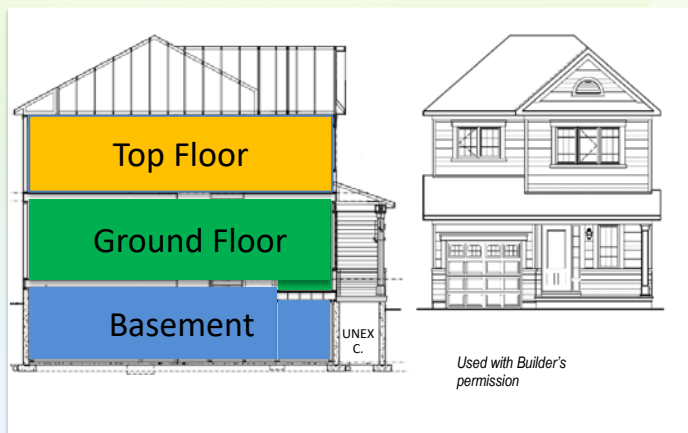 Top Floor
Ground Floor
Basement
UNEX
C.
Used with Builder's
permission